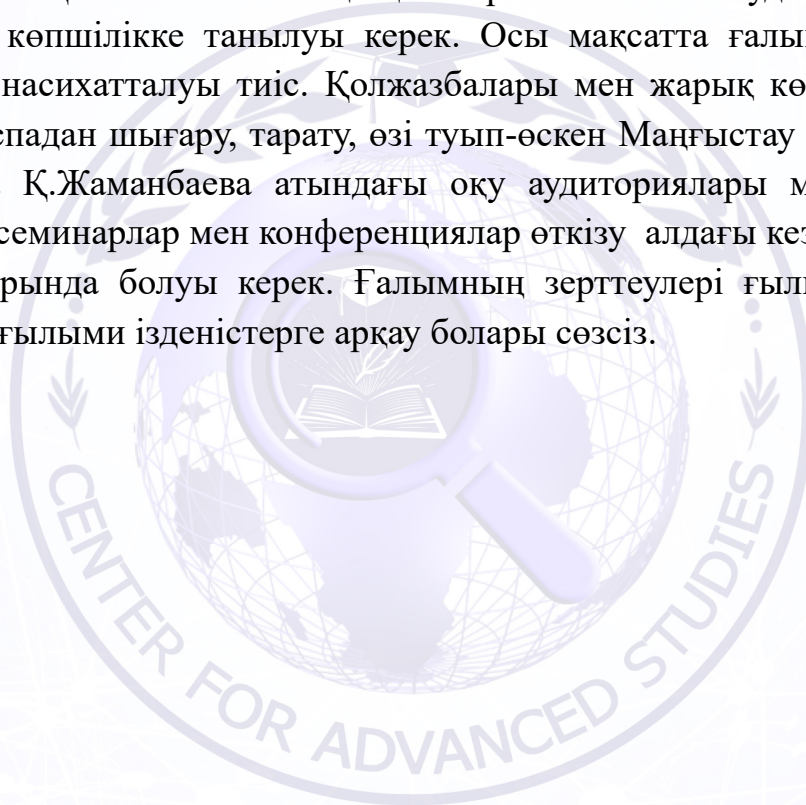 көпшілікке танылуы керек. Осы мақсатта ғалы
насихатталуы тиіс. Қолжазбалары мен жарық кө
спадан шығару, тарату, өзі туып-өскен Маңғыстау
Қ.Жаманбаева атындағы оқу аудиториялары м
семинарлар мен конференциялар өткізу алдағы кез
рында болуы керек. Ғалымның зерттеулері ғылы
ғылыми ізденістерге арқау болары сөзсіз.
CENTER FOR ADVANCED STUDIES